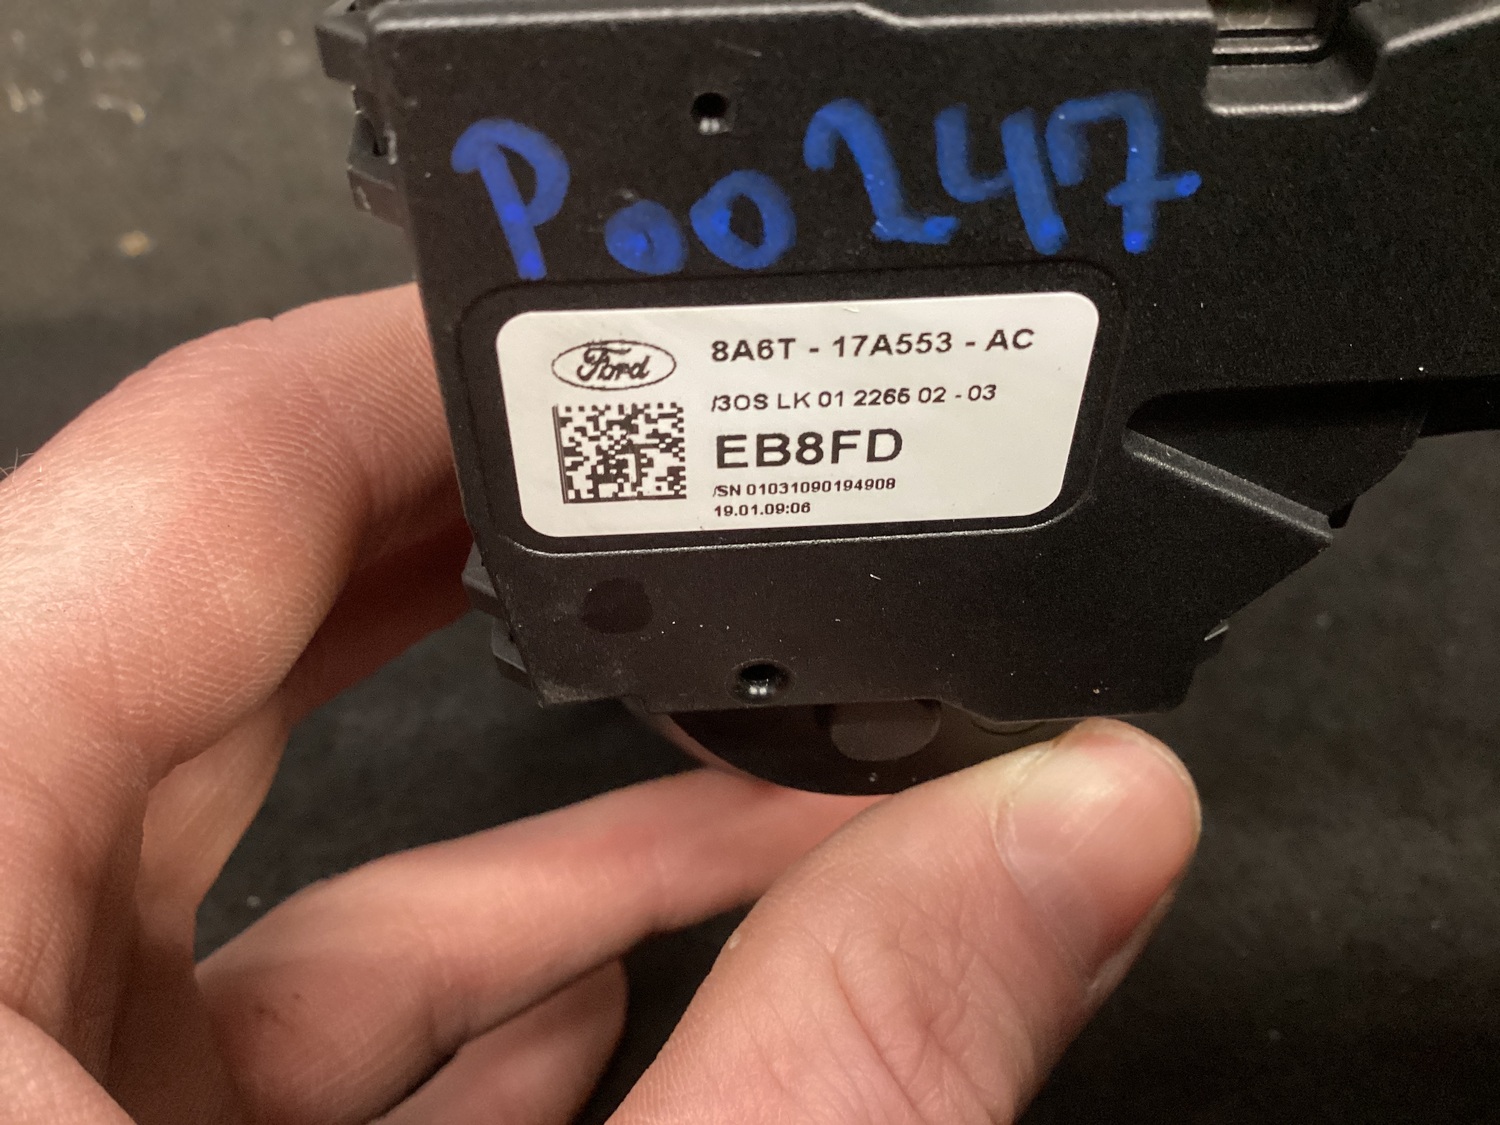 P00247
Ford
8A6T - 17A553 - AC
/3OS LK 01 2265 02 - 03
EB8FD
/SN 01031090194908
19.01.09:06